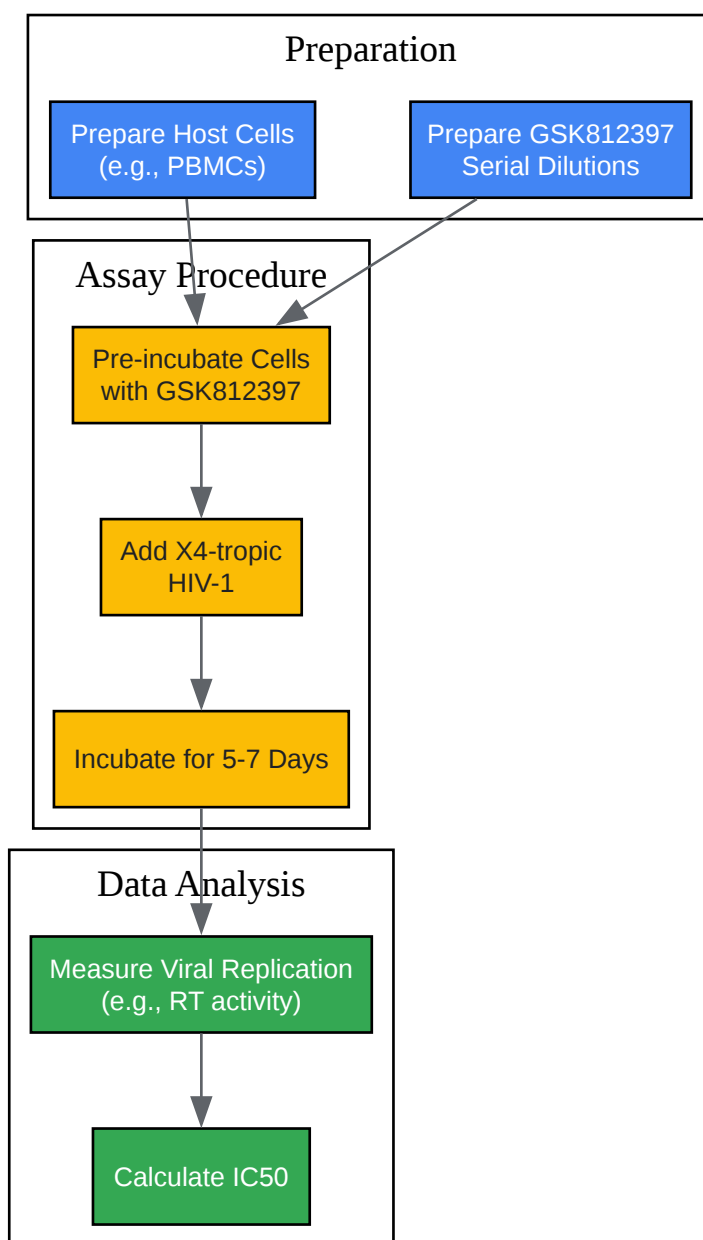 Preparation
Prepare Host Cells
(e.g., PBMCs)
Prepare GSK812397
Serial Dilutions
Assay Procedure
Pre-incubate Cells
with GSK812397
Add X4-tropic
HIV-1
Incubate for 5-7 Days
Data Analysis
Measure Viral Replication
(e.g., RT activity)
Calculate IC50